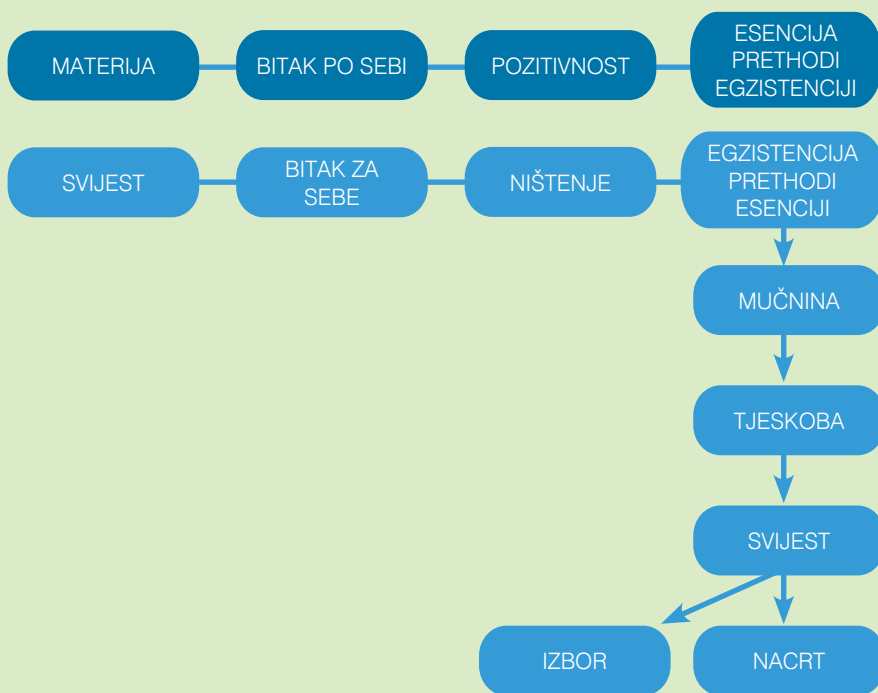 MATERIJA
BITAK PO SEBI
POZITIVNOST
ESENCIJA
PRETHODI
EGZISTENCIJI
SVIJEST
BITAK ZA
SEBE
NIŠTENJE
EGZISTENCIJA
PRETHODI
ESENCIJI
MUČNINA
TJESKOBA
SVIJEST
IZBOR
NACRT